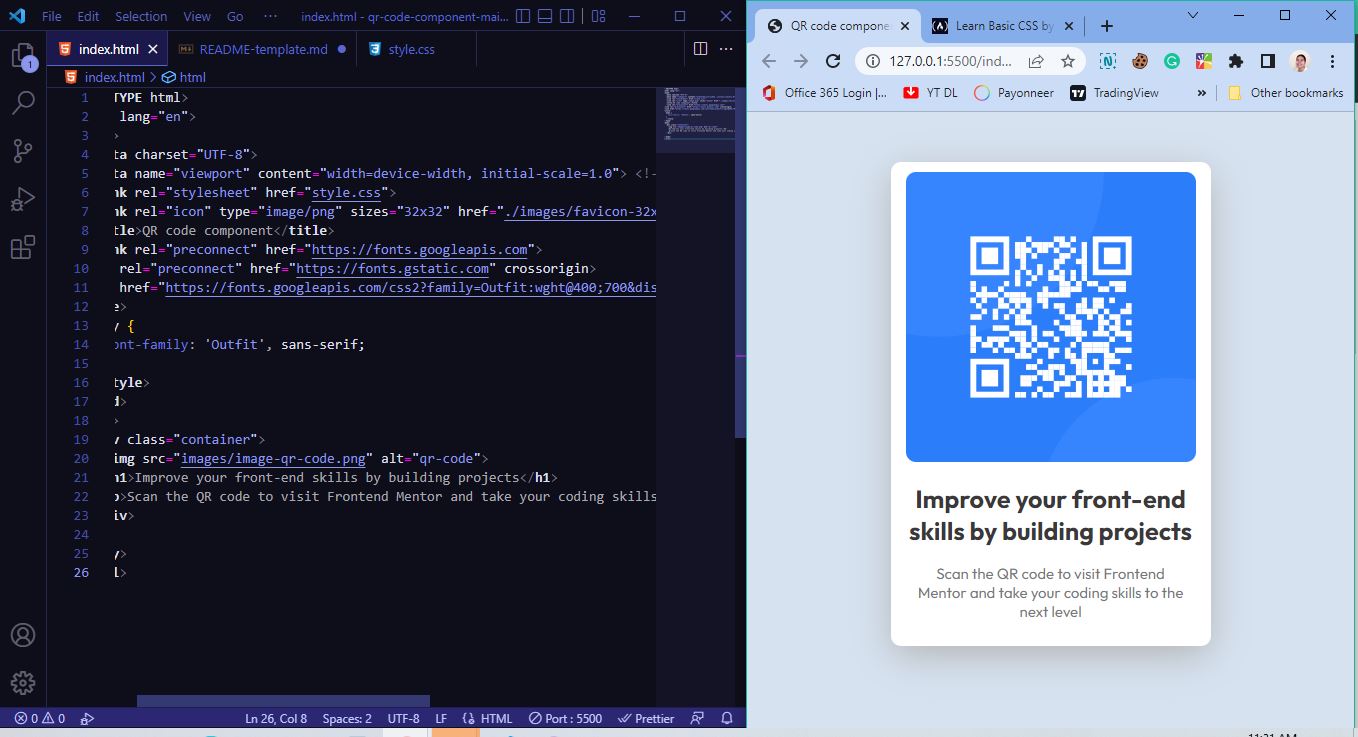 File Edit Selection View Go ··· index.html - qr-code-component-mai...
1
index.html README-template.md style.css
index.html > html
1 TYPE html>
2 lang="en">
3 >
4 ta charset="UTF-8">
5 ta name="viewport" content="width=device-width, initial-scale=1.0"> <!-
6 nk rel="stylesheet" href="style.css">
7 nk rel="icon" type="image/png" sizes="32x32" href="./images/favicon-32x
8 tle>QR code component</title>
9 nk rel="preconnect" href="https://fonts.googleapis.com">
10 rel="preconnect" href="https://fonts.gstatic.com" crossorigin>
11 href="https://fonts.googleapis.com/css2?family=Outfit:wght@400;700&dis
12 e>
13 y {
14 ont-family: 'Outfit', sans-serif;
15
16 tyle>
17 d>
18 >
19 v class="container">
20 img src="images/image-qr-code.png" alt="qr-code">
21 h1>Improve your front-end skills by building projects</h1>
22 p>Scan the QR code to visit Frontend Mentor and take your coding skills
23 iv>
24
25 y>
26 l>
0 0 Ln 26, Col 8 Spaces: 2 UTF-8 LF HTML Port : 5500 Prettier
QR code compone Learn Basic CSS by
127.0.0.1:5500/ind...
Office 365 Login |... YT DL Payonneer TradingView » Other bookmarks
Improve your front-end
skills by building projects
Scan the QR code to visit Frontend
Mentor and take your coding skills to the
next level
11:31 AM